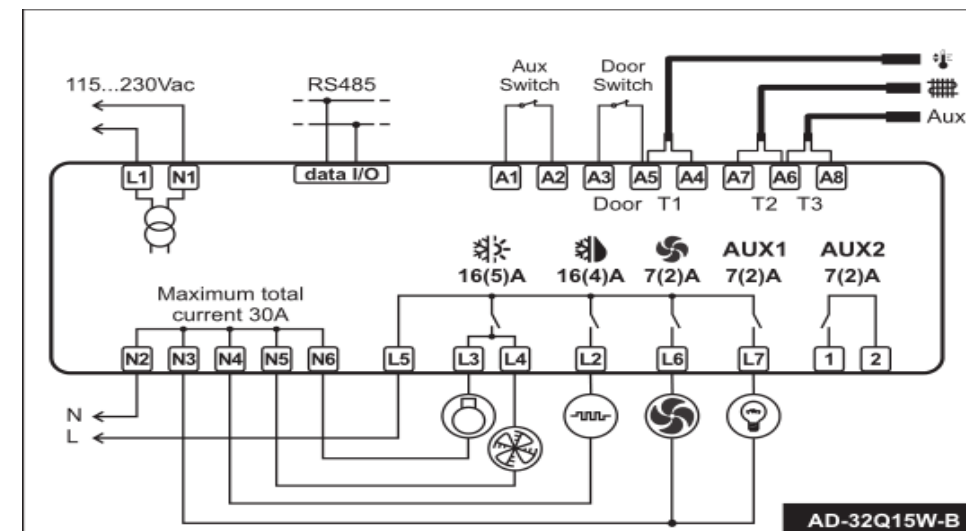 115...230Vac
RS485
Aux
Switch
Door
Switch
Aux
L1 N1
data I/O
A1 A2 A3 A5 A4 A7 A6 A8
Door T1 T2 T3
AUX1 AUX2
16(5)A 16(4)A 7(2)A 7(2)A 7(2)A
Maximum total
current 30A
N2 N3 N4 N5 N6 L5 L3 L4 L2 L6 L7 1 2
N
L
AD-32Q15W-B